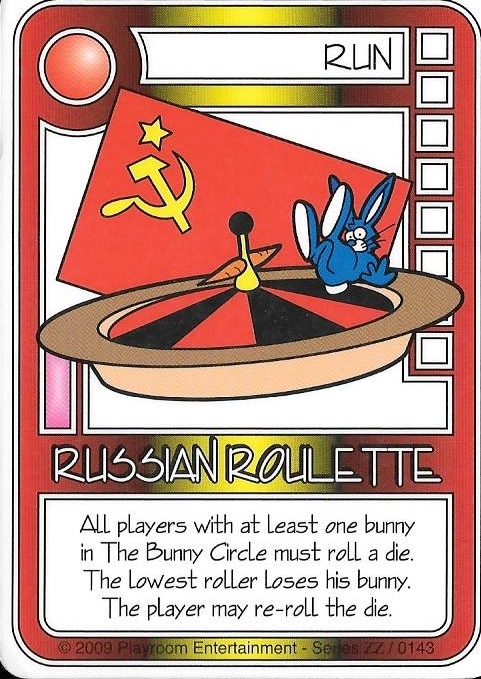 RUN
RUSSIAN ROULETTE
All players with at least one bunny
in The Bunny Circle must roll a die.
The lowest roller loses his bunny.
The player may re-roll the die.
© 2009 Playroom Entertainment - Series ZZ / 0143